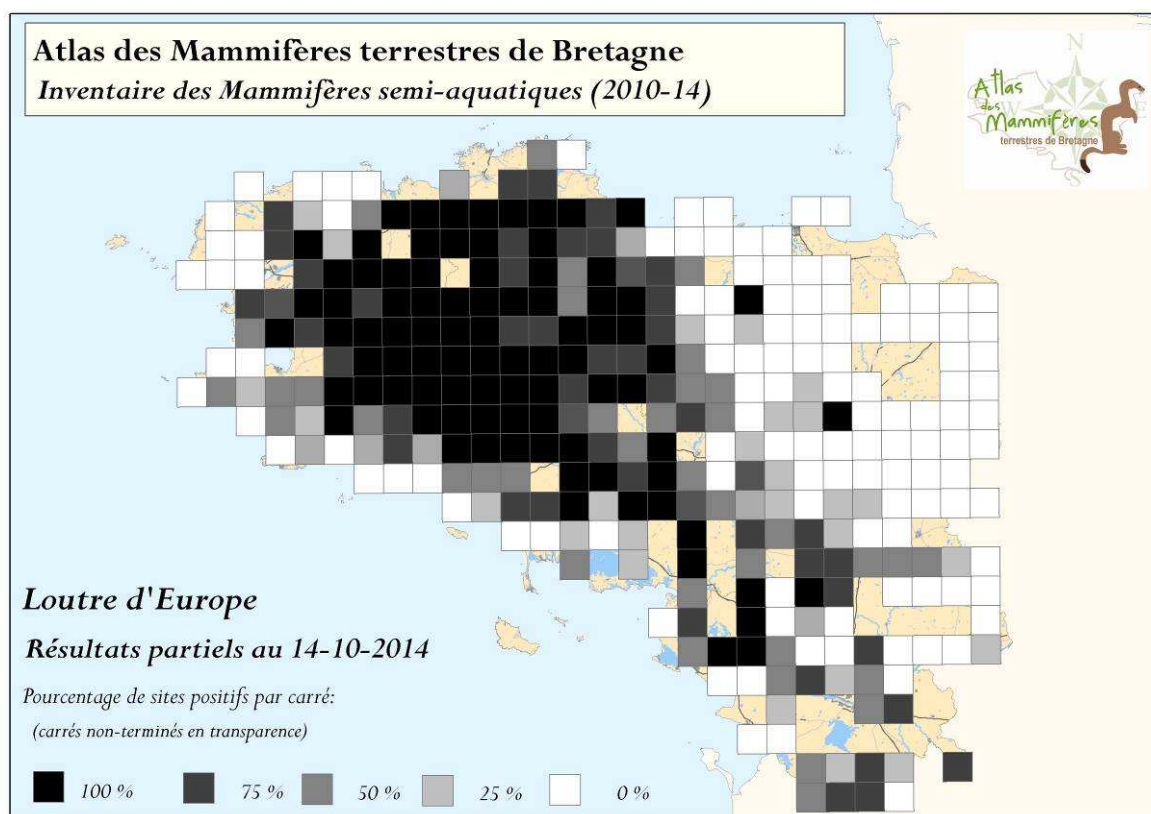 Atlas des Mammifères terrestres de Bretagne
Inventaire des Mammifères semi-aquatiques (2010-14)
N
Atlas
des
W
E
Mammifères
terrestres de Bretagne
S
Loutre d'Europe
Résultats partiels au 14-10-2014
Pourcentage de sites positifs par carré:
(carrés non-terminés en transparence)
100 % 75 % 50 % 25 % 0 %